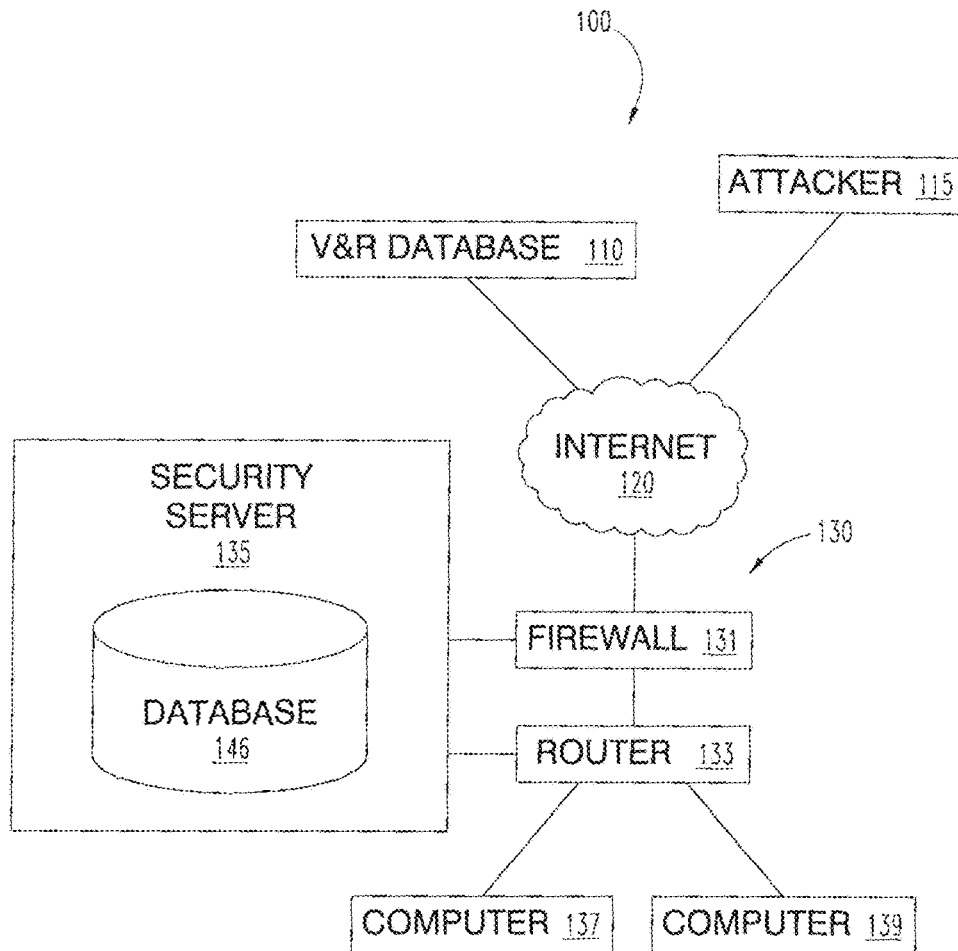 100
ATTACKER 115
V&R DATABASE 110
INTERNET
120
SECURITY
SERVER
135
130
FIREWALL 131
DATABASE
146
ROUTER 133
COMPUTER 137
COMPUTER 139